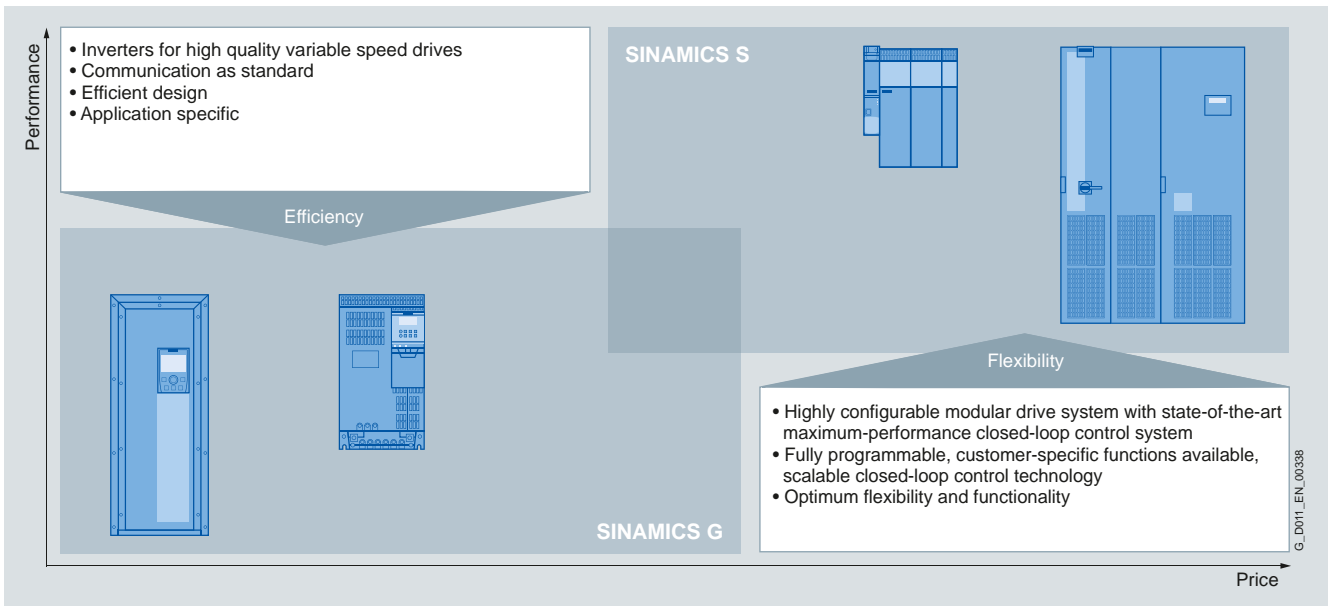 Performance
• Inverters for high quality variable speed drives
• Communication as standard
• Efficient design
• Application specific
Efficiency
SINAMICS S
SINAMICS G
Flexibility
• Highly configurable modular drive system with state-of-the-art
maximum-performance closed-loop control system
• Fully programmable, customer-specific functions available,
scalable closed-loop control technology
• Optimum flexibility and functionality
G_D011_EN_00338
Price